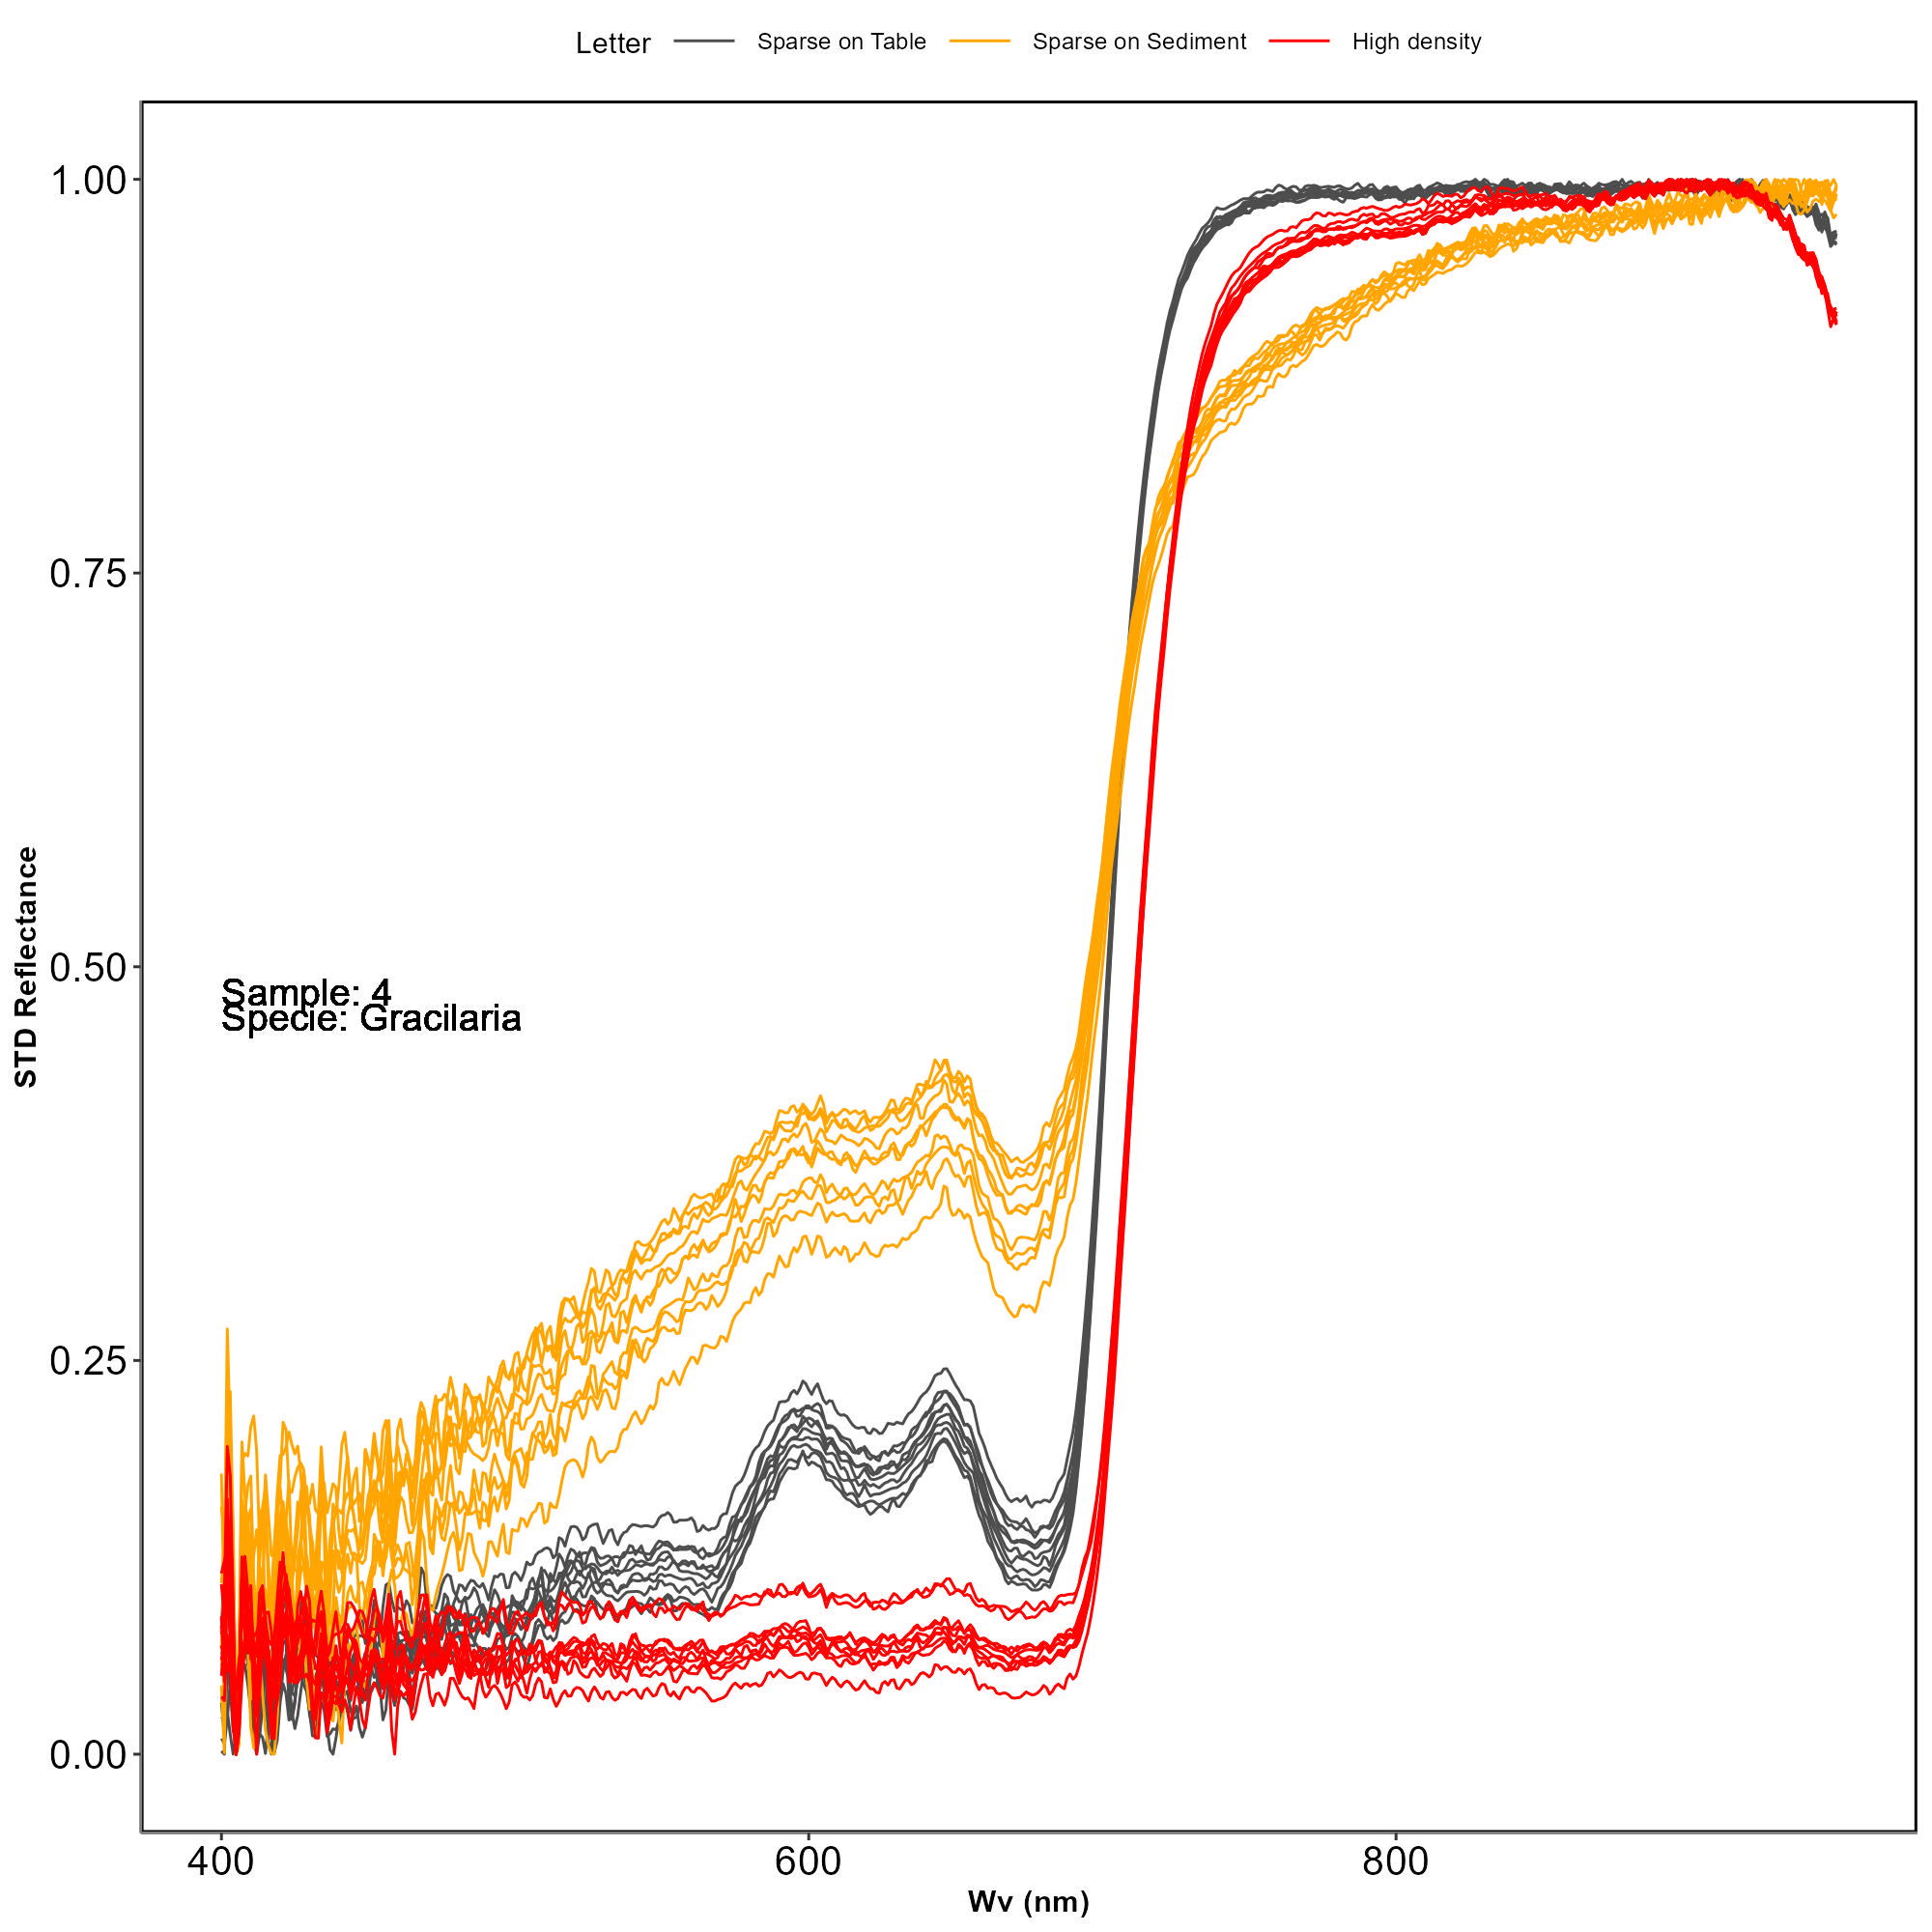 Letter Sparse on Table Sparse on Sediment High density
1.00
0.75
0.50
0.25
0.00
STD Reflectance
Sample: 4
Specie: Gracilaria
400 600 800
Wv (nm)